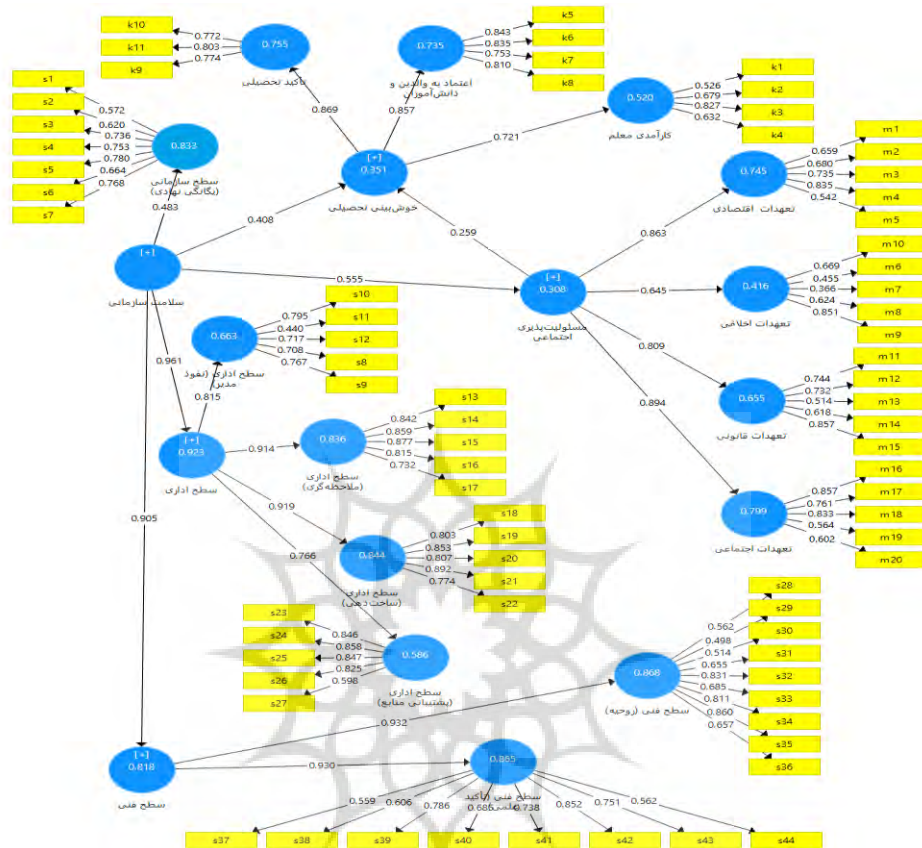 k10
k11
k9
0.772
0.803
0.774
0.755
تاکید تحصیلی
0.735
اعتماد به والدین و
دانش‌آموزان
0.843
0.835
0.753
0.810
k5
k6
k7
k8
0.520
کارآمدی معلم
0.526
0.679
0.827
0.632
k1
k2
k3
k4
s1
s2
s3
s4
s5
s6
s7
0.572
0.620
0.736
0.753
0.780
0.664
0.768
0.833
سطح سازمانی
(یگانگی نهادی)
0.483
0.869
0.857
0.721
[+]
0.351
خوش‌بینی تحصیلی
0.408
0.259
0.745
تعهدات اقتصادی
0.659
0.680
0.735
0.835
0.542
m1
m2
m3
m4
m5
[+]
سلامت سازمانی
0.555
[+]
0.308
مسئولیت‌پذیری
اجتماعی
0.863
0.645
0.809
0.894
0.416
تعهدات اخلاقی
0.669
0.455
0.366
0.624
0.851
m10
m6
m7
m8
m9
0.961
0.905
0.663
سطح اداری (نفوذ
مدیر)
0.795
0.440
0.717
0.708
0.767
s10
s11
s12
s8
s9
0.815
0.655
تعهدات قانونی
0.744
0.732
0.514
0.618
0.857
m11
m12
m13
m14
m15
[+]
0.923
سطح اداری
0.914
0.919
0.766
0.836
سطح اداری
(ملاحظه‌گری)
0.842
0.859
0.877
0.815
0.732
s13
s14
s15
s16
s17
0.799
تعهدات اجتماعی
0.857
0.761
0.833
0.564
0.602
m16
m17
m18
m19
m20
0.844
سطح اداری
(ساخت‌دهی)
0.803
0.853
0.807
0.892
0.774
s18
s19
s20
s21
s22
s23
s24
s25
s26
s27
0.846
0.858
0.847
0.825
0.598
0.586
سطح اداری
(پشتیبانی منابع)
0.868
سطح فنی (روحیه)
0.562
0.498
0.514
0.655
0.831
0.685
0.811
0.860
0.657
s28
s29
s30
s31
s32
s33
s34
s35
s36
0.932
[+]
0.818
سطح فنی
0.930
0.865
سطح فنی (تأکید
علمی)
0.559
0.606
0.786
0.738
0.852
0.751
0.562
s37
s38
s39
s40
s41
s42
s43
s44